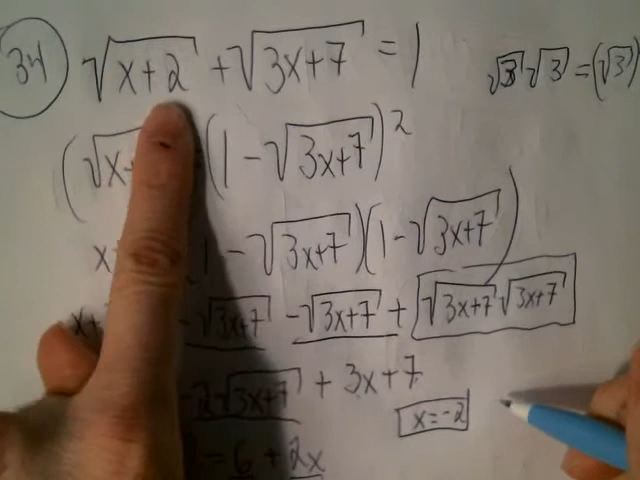 34 √x+2 + √3x+7 = 1
√3 √3 = (√3)
(√x (1 - √3x+7)²
x - √3x+7)(1 - √3x+7)
x+ - √3x+7 - √3x+7 + √3x+7 √3x+7
-2√3x+7 + 3x+7
x=-2
= 6 + 2x